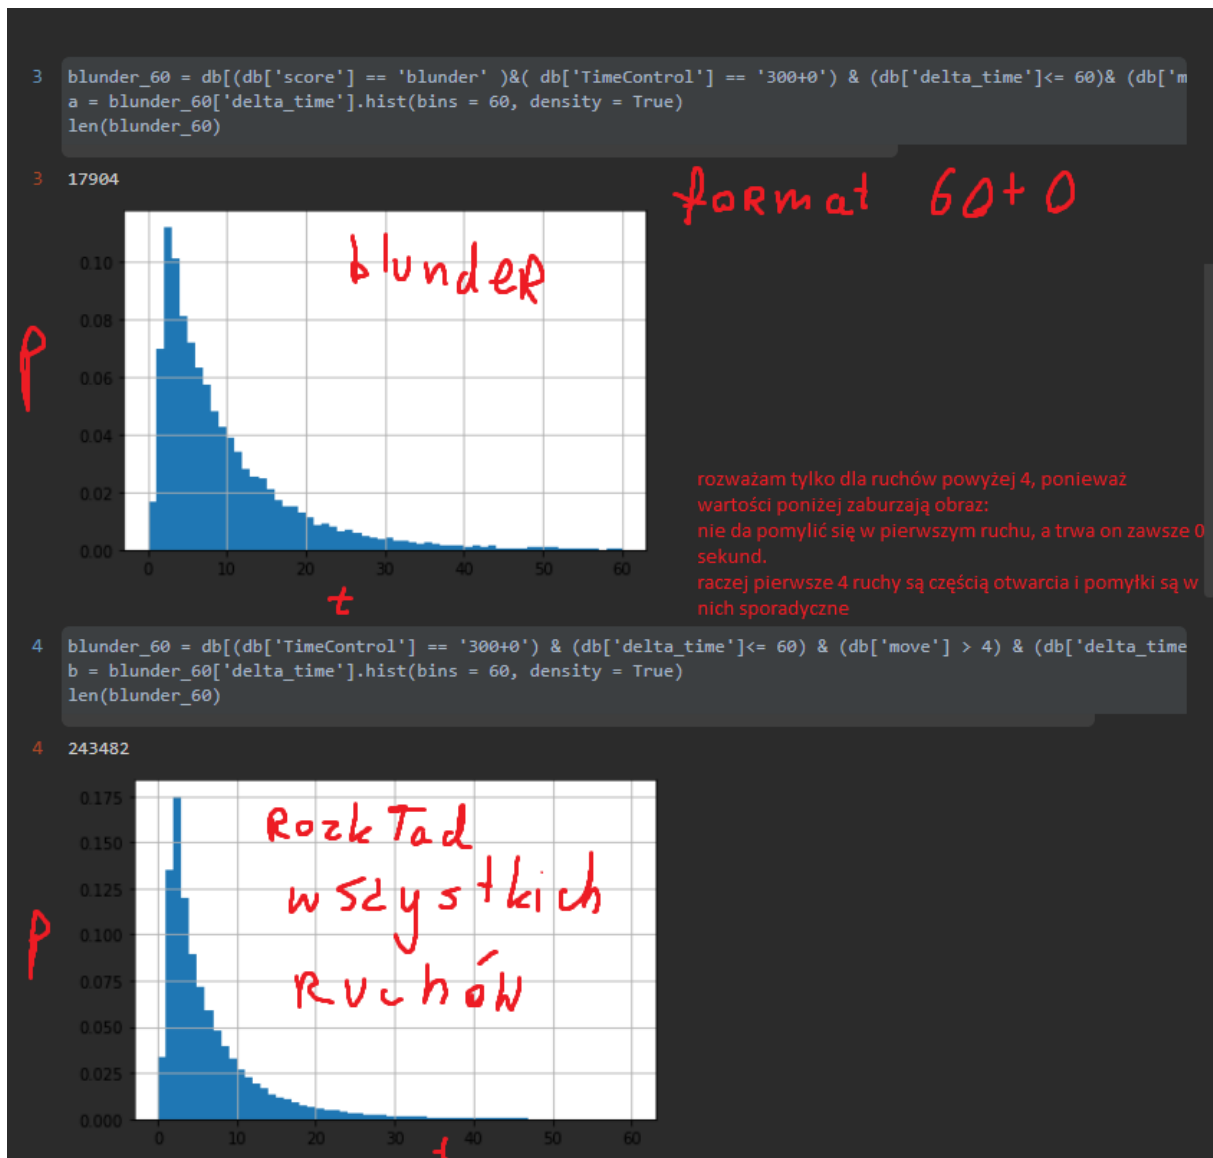 3 blunder_60 = db[(db['score'] == 'blunder' )&( db['TimeControl'] == '300+0') & (db['delta_time']<= 60)& (db['m
a = blunder_60['delta_time'].hist(bins = 60, density = True)
len(blunder_60)
3 17904
format 60+0
blunder
0.10
0.08
P
0.06
0.04
0.02
0.00
0 10 20 30 40 50 60
t
rozważam tylko dla ruchów powyżej 4, ponieważ
wartości poniżej zaburzają obraz:
nie da pomylić się w pierwszym ruchu, a trwa on zawsze 0
sekund.
raczej pierwsze 4 ruchy są częścią otwarcia i pomyłki są w
nich sporadyczne
4 blunder_60 = db[(db['TimeControl'] == '300+0') & (db['delta_time']<= 60) & (db['move'] > 4) & (db['delta_time
b = blunder_60['delta_time'].hist(bins = 60, density = True)
len(blunder_60)
4 243482
Rozkład
wszystkich
Ruchów
0.175
0.150
0.125
0.100
P
0.075
0.050
0.025
0.000
0 10 20 30 40 50 60
t